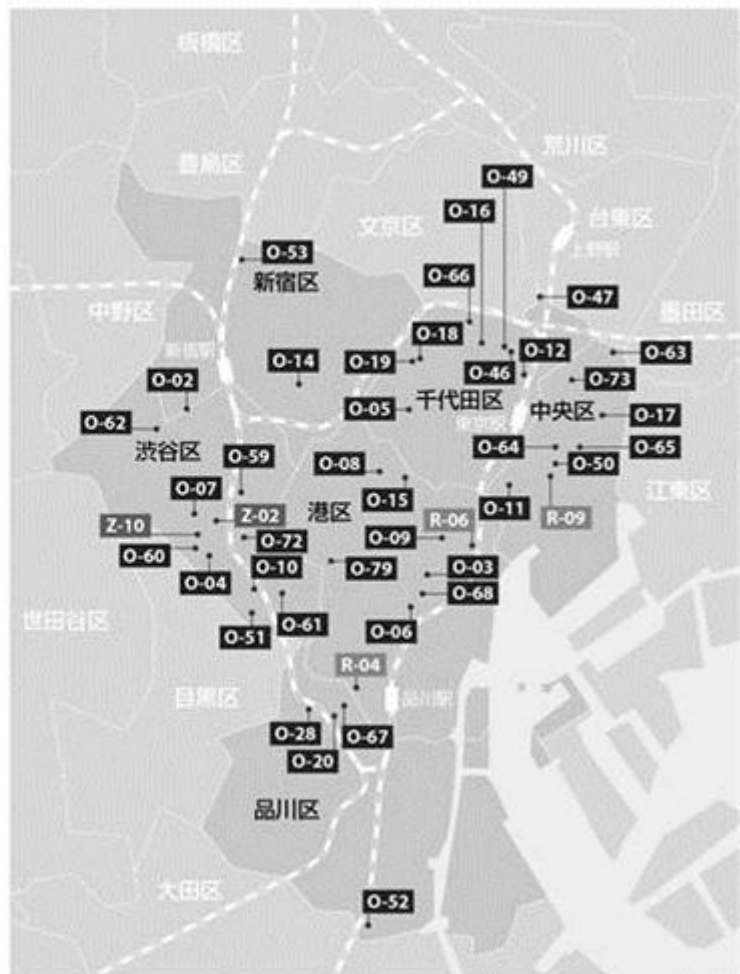 板橋区
荒川区
豊島区
O-49
O-16
文京区
台東区
上野駅
O-53
新宿区
O-66
O-47
中野区
墨田区
新宿駅
O-18
O-14
O-19
O-12
O-63
O-46
O-73
O-02
O-05
千代田区
中央区
O-17
東京駅
O-62
渋谷区
O-64
O-65
O-59
O-08
O-50
O-07
O-15
江東区
O-11
R-09
港区
Z-10
Z-02
R-06
O-72
O-09
O-60
O-04
O-10
O-79
O-03
O-68
世田谷区
O-51
O-61
O-06
R-04
目黒区
品川駅
O-28
O-67
O-20
品川区
大田区
O-52